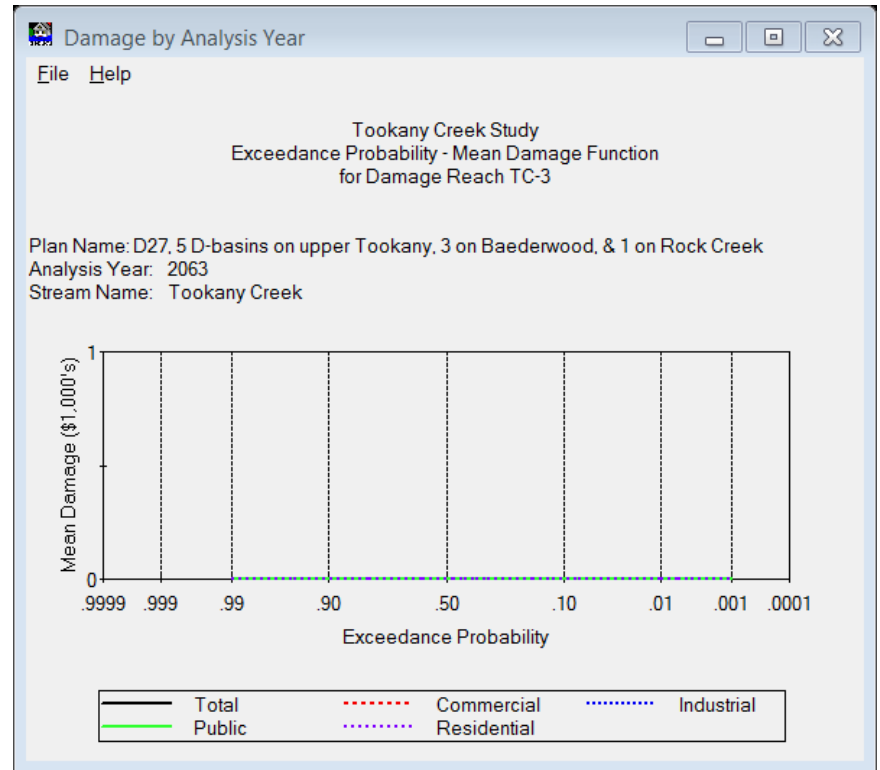 Damage by Analysis Year
File Help
Tookany Creek Study
Exceedance Probability - Mean Damage Function
for Damage Reach TC-3
Plan Name: D27, 5 D-basins on upper Tookany, 3 on Baederwood, & 1 on Rock Creek
Analysis Year: 2063
Stream Name: Tookany Creek
Mean Damage ($1,000's)
1
0
.9999 .999 .99 .90 .50 .10 .01 .001 .0001
Exceedance Probability
Total Commercial Industrial
Public Residential